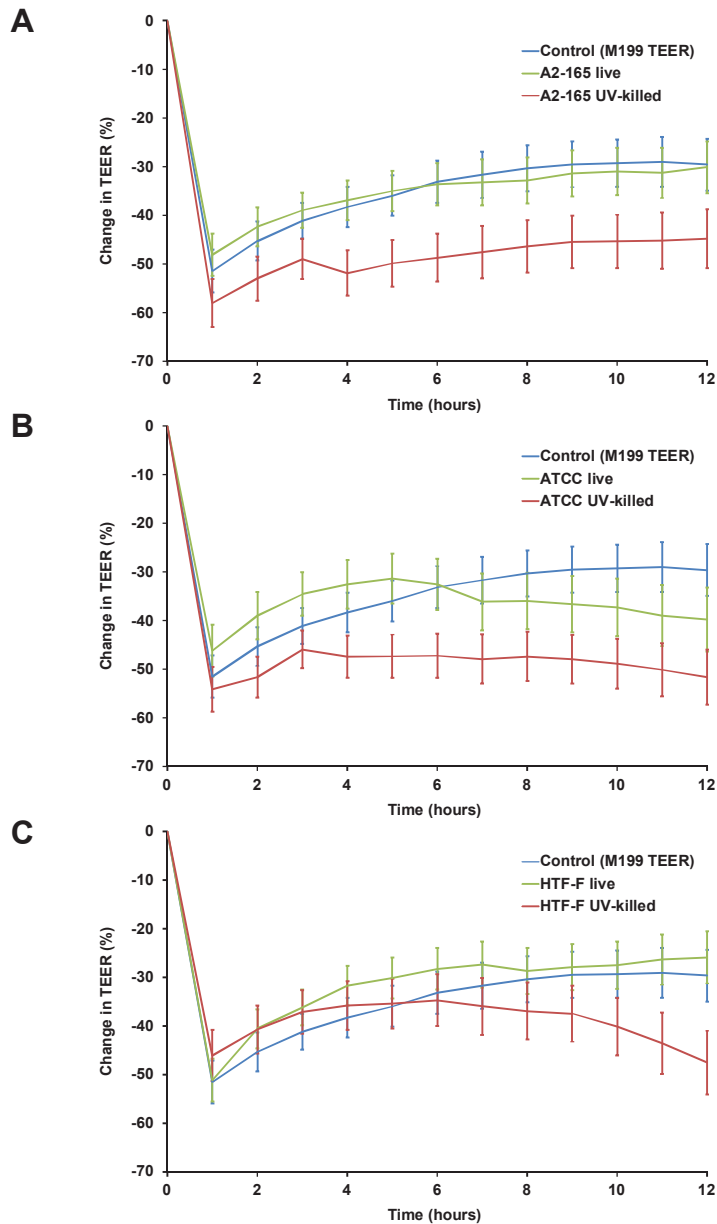 A
0
-10
-20
-30
-40
-50
-60
-70
Change in TEER (%)
Control (M199 TEER)
A2-165 live
A2-165 UV-killed
0 2 4 6 8 10 12
Time (hours)
B
0
-10
-20
-30
-40
-50
-60
-70
Change in TEER (%)
Control (M199 TEER)
ATCC live
ATCC UV-killed
0 2 4 6 8 10 12
Time (hours)
C
0
-10
-20
-30
-40
-50
-60
-70
Change in TEER (%)
Control (M199 TEER)
HTF-F live
HTF-F UV-killed
0 2 4 6 8 10 12
Time (hours)